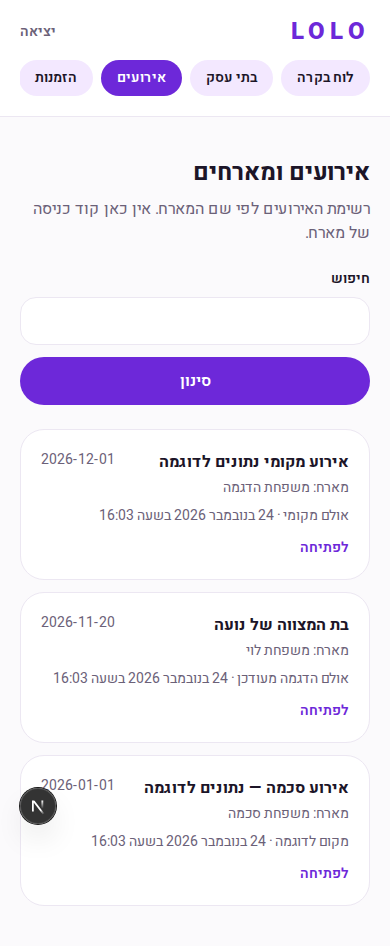 LOLO
יציאה
לוח בקרה
בתי עסק
אירועים
הזמנות
אירועים ומארחים
רשימת האירועים לפי שם המארח. אין כאן קוד כניסה
של מארח.
חיפוש
סינון
אירוע מקומי נתונים לדוגמה
2026-12-01
מארח: משפחת הדגמה
אולם מקומי · 24 בנובמבר 2026 בשעה 16:03
לפתיחה
בת המצווה של נועה
2026-11-20
מארח: משפחת לוי
אולם הדגמה מעודכן · 24 בנובמבר 2026 בשעה 16:03
לפתיחה
אירוע סכמה — נתונים לדוגמה
2026-01-01
מארח: משפחת סכמה
מקום לדוגמה · 24 בנובמבר 2026 בשעה 16:03
לפתיחה
N